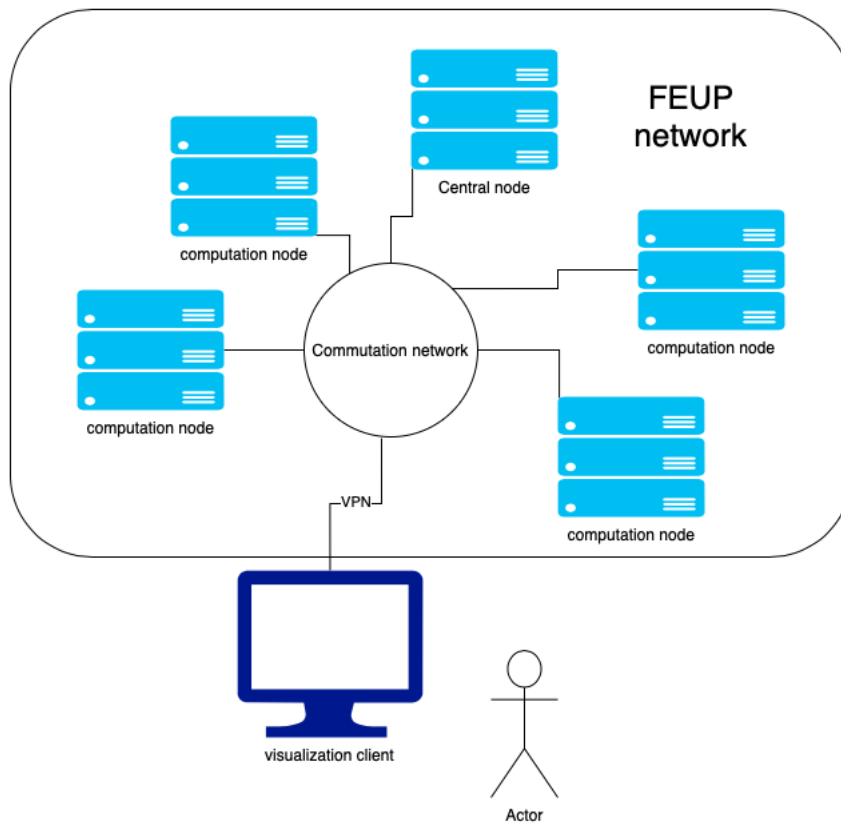 FEUP
network
Central node
computation node
computation node
Commutation network
computation node
computation node
VPN
visualization client
Actor